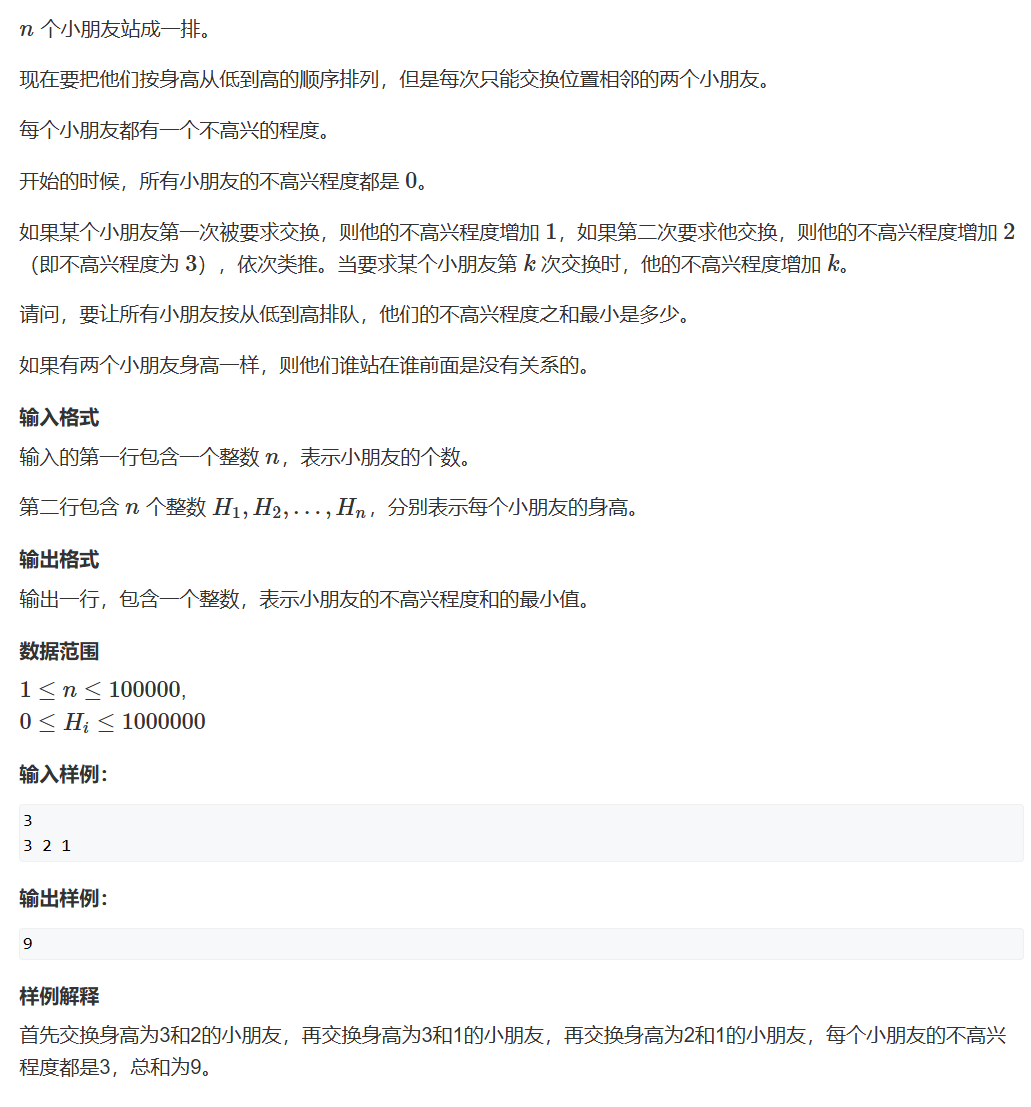 n 个小朋友站成一排。
现在要把他们按身高从低到高的顺序排列，但是每次只能交换位置相邻的两个小朋友。
每个小朋友都有一个不高兴的程度。
开始的时候，所有小朋友的不高兴程度都是 0。
如果某个小朋友第一次被要求交换，则他的不高兴程度增加 1，如果第二次要求他交换，则他的不高兴程度增加 2
（即不高兴程度为 3），依次类推。当要求某个小朋友第 k 次交换时，他的不高兴程度增加 k。
请问，要让所有小朋友按从低到高排队，他们的不高兴程度之和最小是多少。
如果有两个小朋友身高一样，则他们谁站在谁前面是没有关系的。
输入格式
输入的第一行包含一个整数 n，表示小朋友的个数。
第二行包含 n 个整数 H₁, H₂, . . . , Hₙ，分别表示每个小朋友的身高。
输出格式
输出一行，包含一个整数，表示小朋友的不高兴程度和的最小值。
数据范围
1 ≤ n ≤ 100000,
0 ≤ Hᵢ ≤ 1000000
输入样例：
3
3 2 1
输出样例：
9
样例解释
首先交换身高为3和2的小朋友，再交换身高为3和1的小朋友，再交换身高为2和1的小朋友，每个小朋友的不高兴
程度都是3，总和为9。